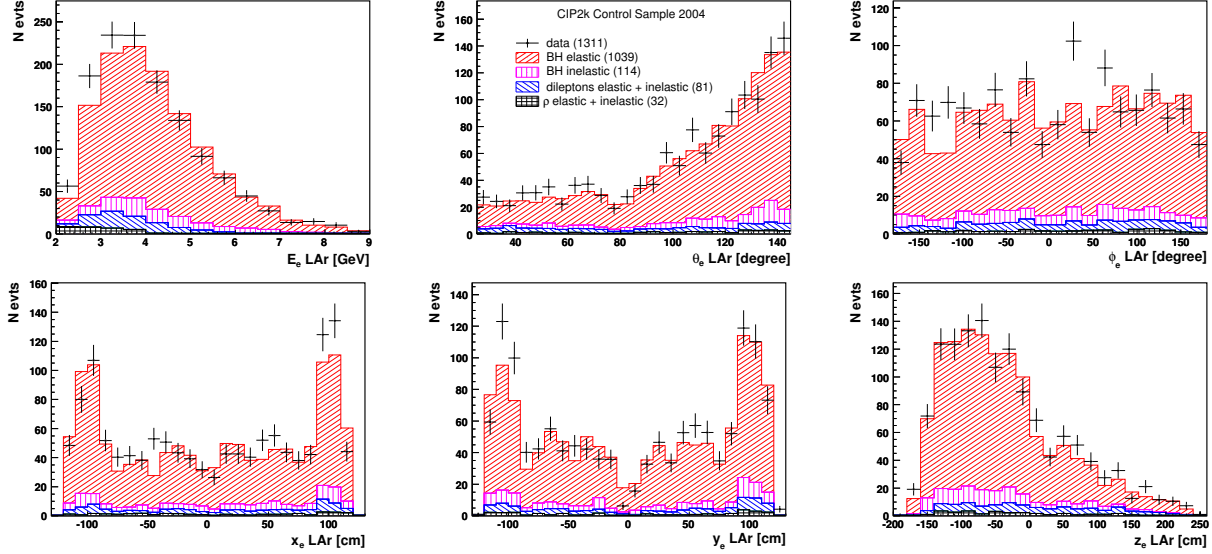 N evts
250
200
150
100
50
0
2 3 4 5 6 7 8 9
E_e LAr [GeV]
CIP2k Control Sample 2004
data (1311)
BH elastic (1039)
BH inelastic (114)
dileptons elastic + inelastic (81)
ρ elastic + inelastic (32)
N evts
160
140
120
100
80
60
40
20
0
40 60 80 100 120 140
θ_e LAr [degree]
N evts
120
100
80
60
40
20
0
-150 -100 -50 0 50 100 150
ϕ_e LAr [degree]
N evts
160
140
120
100
80
60
40
20
0
-100 -50 0 50 100
x_e LAr [cm]
N evts
140
120
100
80
60
40
20
0
-100 -50 0 50 100
y_e LAr [cm]
N evts
160
140
120
100
80
60
40
20
0
-200 -150 -100 -50 0 50 100 150 200 250
z_e LAr [cm]